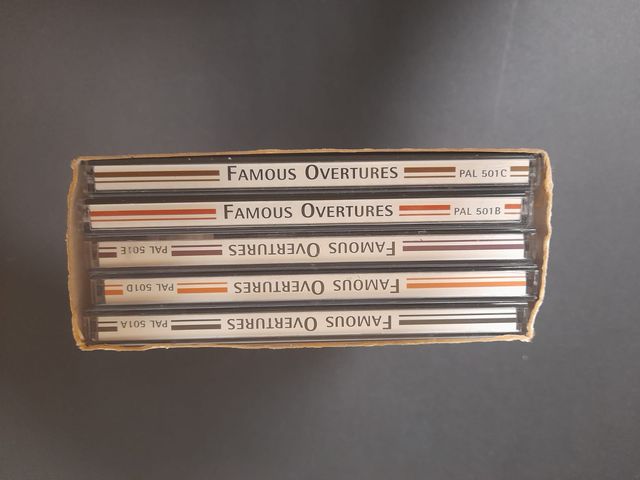 FAMOUS OVERTURES PAL 501C
FAMOUS OVERTURES PAL 501B
FAMOUS OVERTURES PAL 501E
FAMOUS OVERTURES PAL 501D
FAMOUS OVERTURES PAL 501A